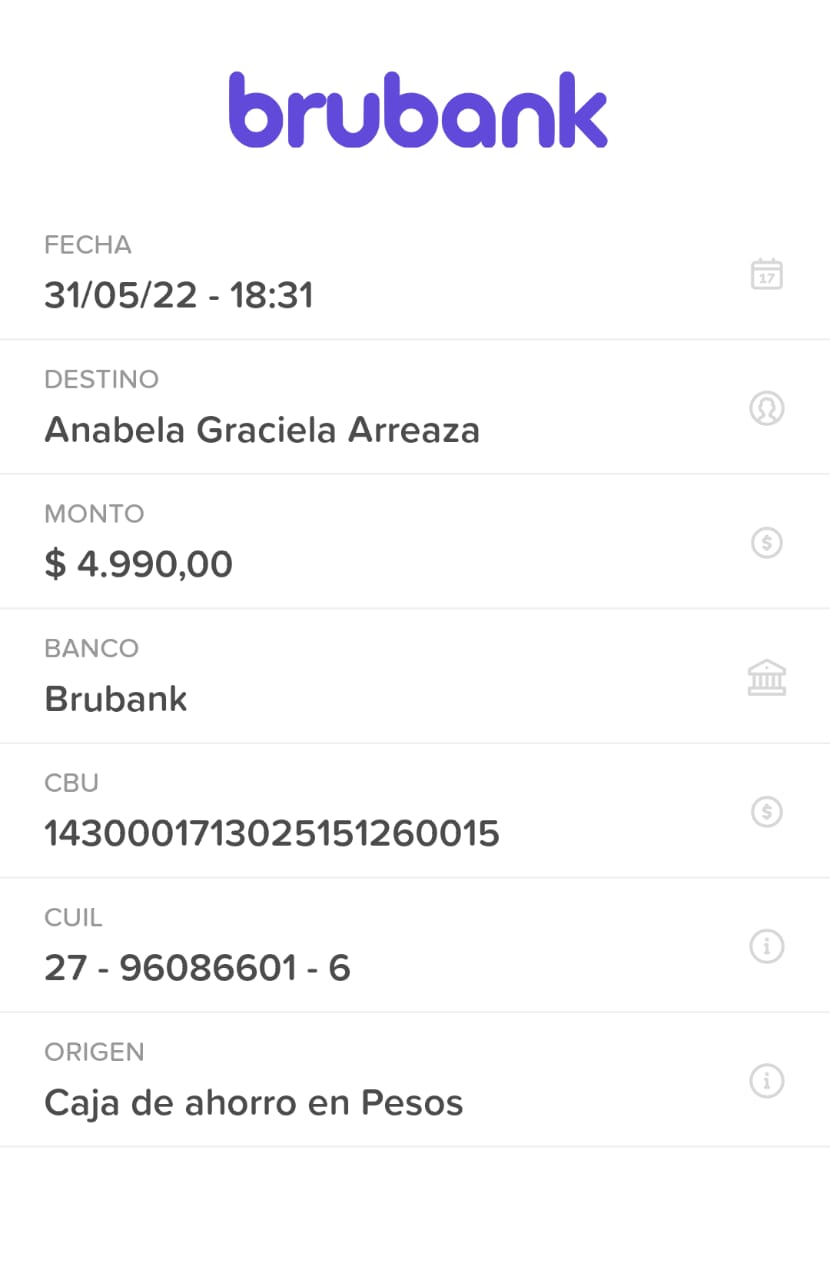 brubank
FECHA
31/05/22 - 18:31
17
DESTINO
Anabela Graciela Arreaza
MONTO
$ 4.990,00
$
BANCO
Brubank
CBU
1430001713025151260015
$
CUIL
27 - 96086601 - 6
i
ORIGEN
Caja de ahorro en Pesos
i